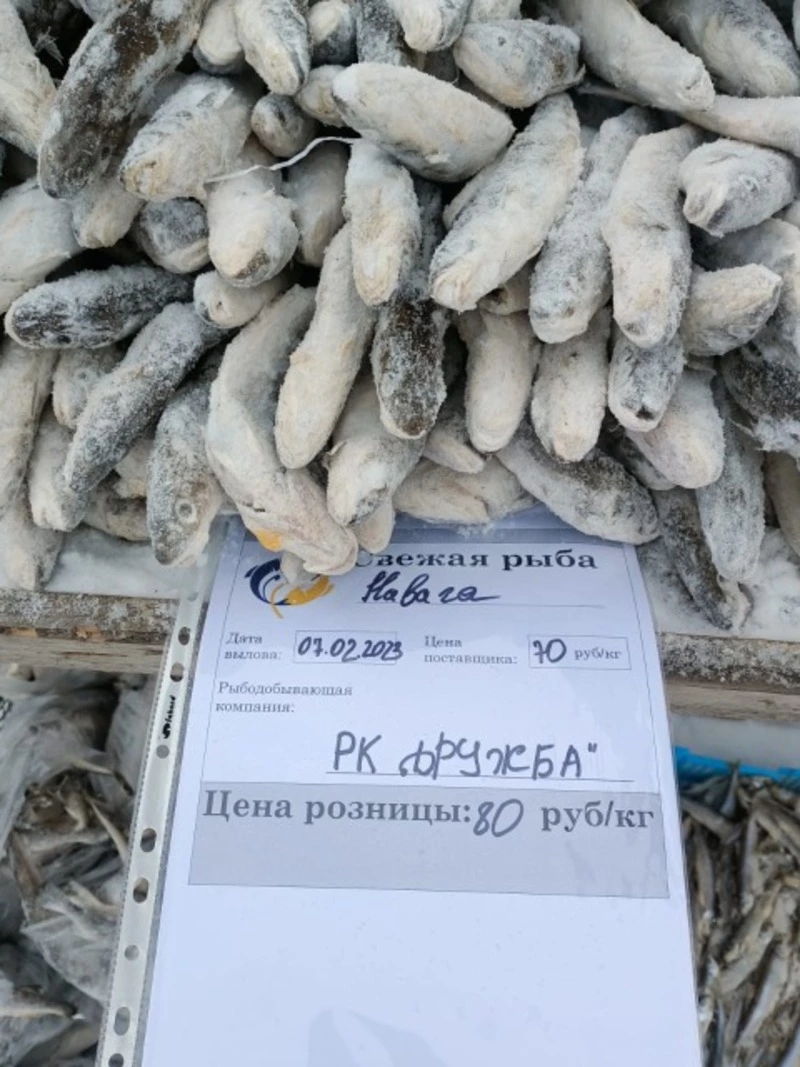 Свежая рыба
Навага
Дата вылова: 07.02.2023 Цена поставщика: 70 руб/кг
Рыбодобывающая
компания:
РК "ДРУЖБА"
Цена розницы: 80 руб/кг